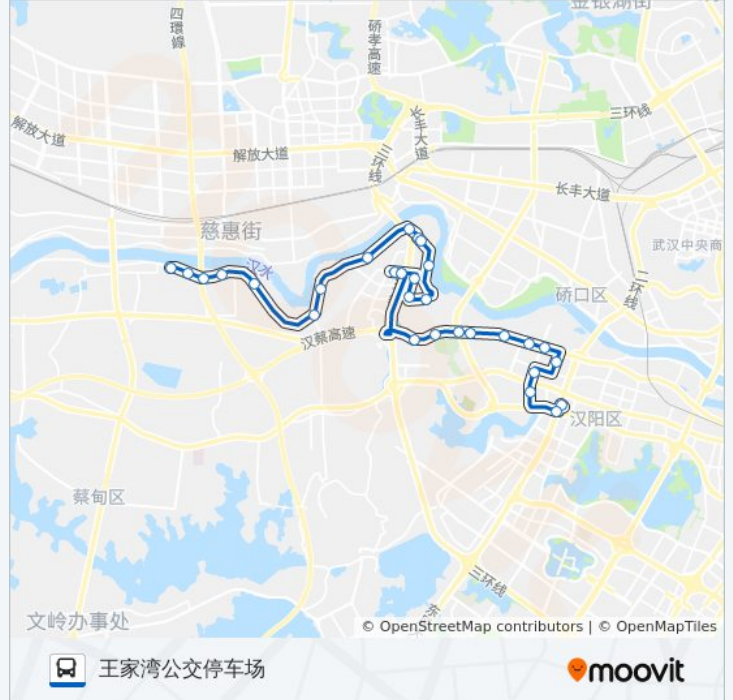 金银湖街
四環線
硚孝高速
三环线
长丰大道
解放大道
解放大道
三环线
长丰大道
慈惠街
武汉中央商
汉水
二环线
硚口区
汉蔡高速
汉阳区
蔡甸区
三环线
东
文岭办事处
© OpenStreetMap contributors | © OpenMapTiles
王家湾公交停车场
moovit